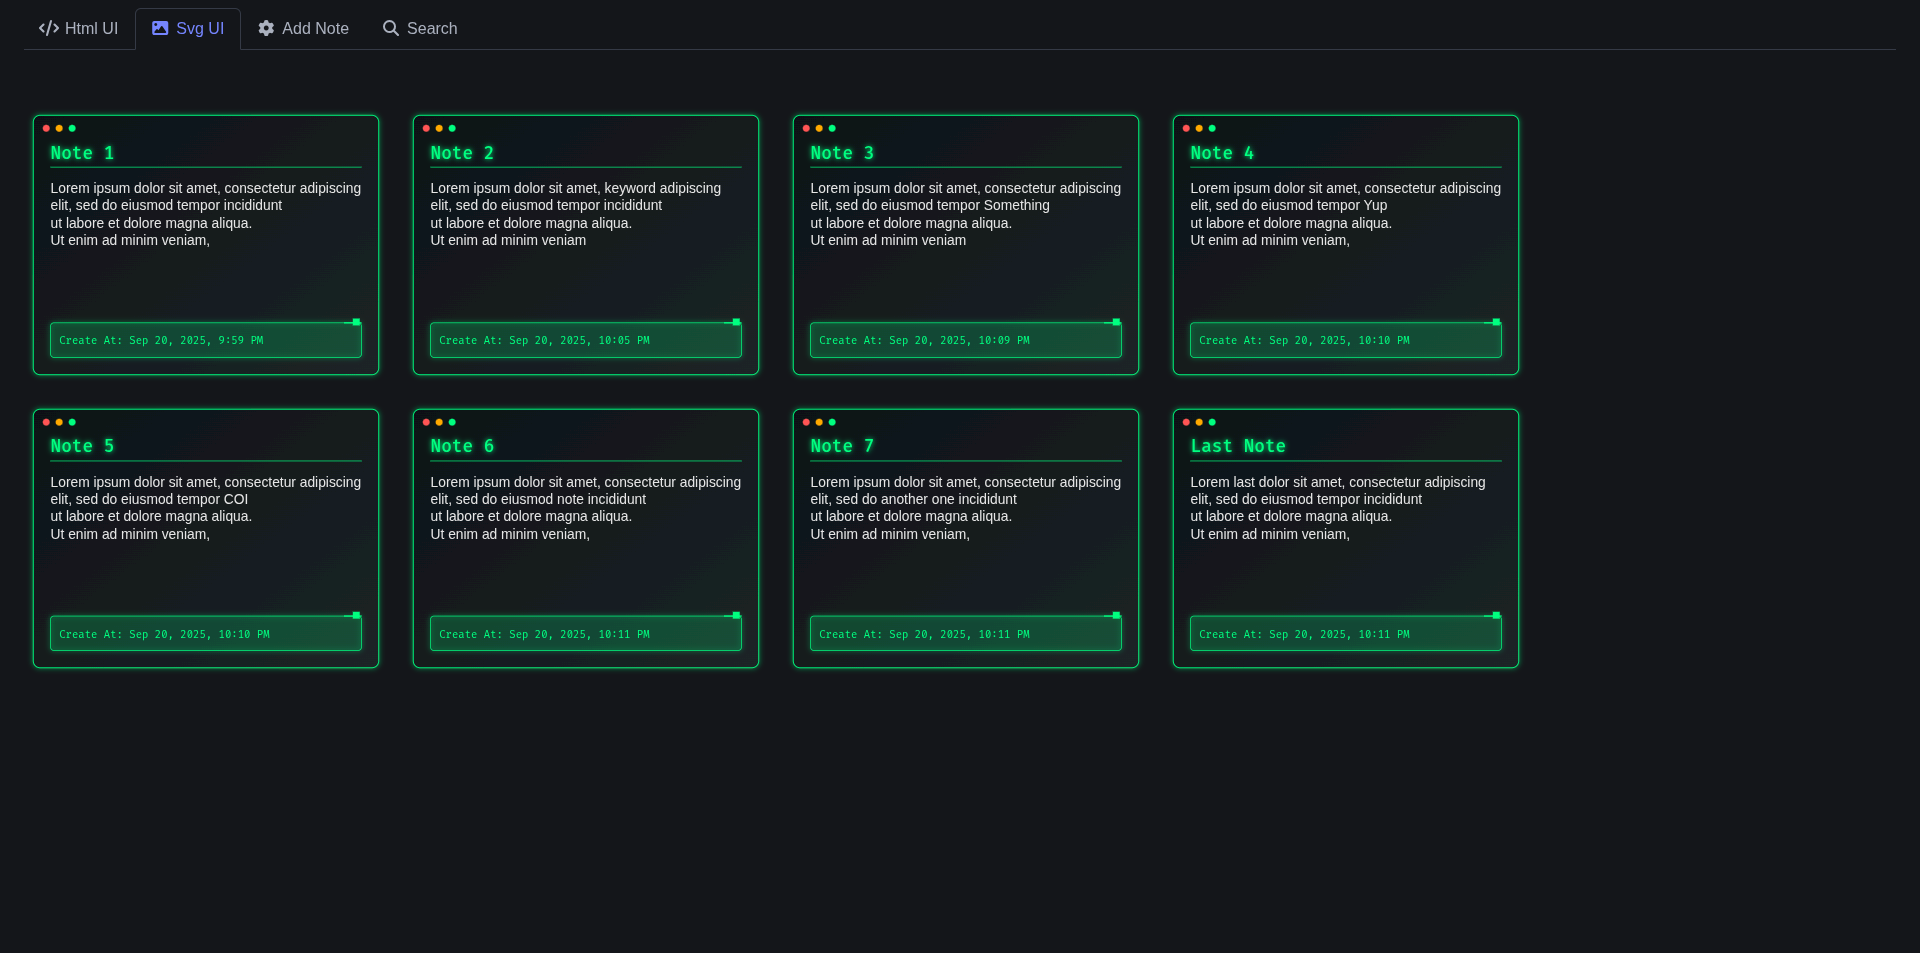 Html UI
Svg UI
Add Note
Search
Note 1
Lorem ipsum dolor sit amet, consectetur adipiscing
elit, sed do eiusmod tempor incididunt
ut labore et dolore magna aliqua.
Ut enim ad minim veniam,
Create At: Sep 20, 2025, 9:59 PM
Note 2
Lorem ipsum dolor sit amet, keyword adipiscing
elit, sed do eiusmod tempor incididunt
ut labore et dolore magna aliqua.
Ut enim ad minim veniam
Create At: Sep 20, 2025, 10:05 PM
Note 3
Lorem ipsum dolor sit amet, consectetur adipiscing
elit, sed do eiusmod tempor Something
ut labore et dolore magna aliqua.
Ut enim ad minim veniam
Create At: Sep 20, 2025, 10:09 PM
Note 4
Lorem ipsum dolor sit amet, consectetur adipiscing
elit, sed do eiusmod tempor Yup
ut labore et dolore magna aliqua.
Ut enim ad minim veniam,
Create At: Sep 20, 2025, 10:10 PM
Note 5
Lorem ipsum dolor sit amet, consectetur adipiscing
elit, sed do eiusmod tempor COI
ut labore et dolore magna aliqua.
Ut enim ad minim veniam,
Create At: Sep 20, 2025, 10:10 PM
Note 6
Lorem ipsum dolor sit amet, consectetur adipiscing
elit, sed do eiusmod note incididunt
ut labore et dolore magna aliqua.
Ut enim ad minim veniam,
Create At: Sep 20, 2025, 10:11 PM
Note 7
Lorem ipsum dolor sit amet, consectetur adipiscing
elit, sed do another one incididunt
ut labore et dolore magna aliqua.
Ut enim ad minim veniam,
Create At: Sep 20, 2025, 10:11 PM
Last Note
Lorem last dolor sit amet, consectetur adipiscing
elit, sed do eiusmod tempor incididunt
ut labore et dolore magna aliqua.
Ut enim ad minim veniam,
Create At: Sep 20, 2025, 10:11 PM